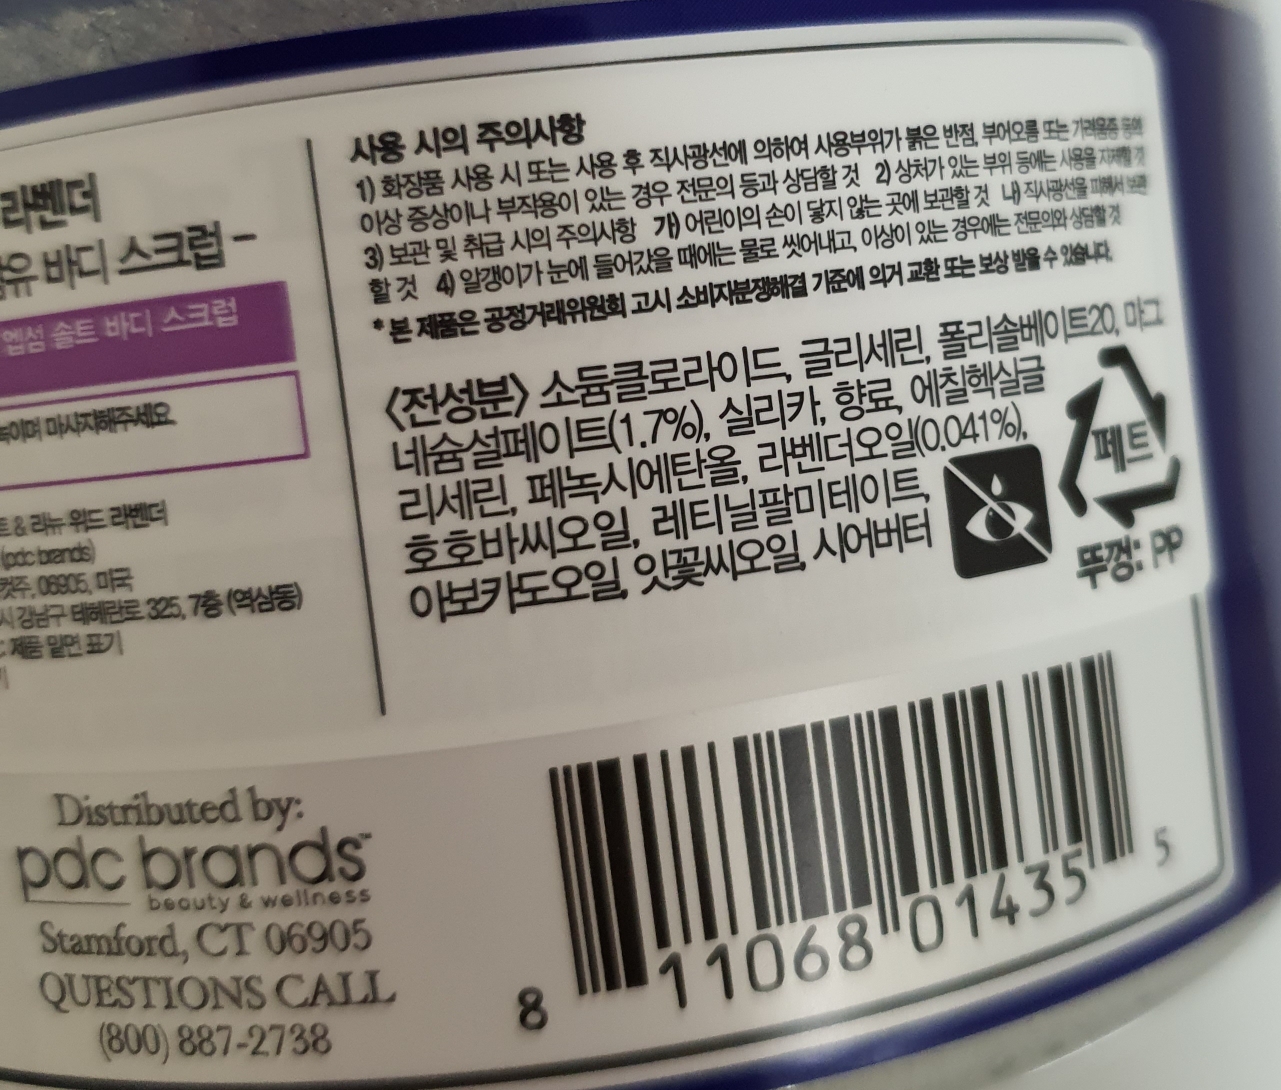 라벤더
유 바디 스크럽 -
엡섬 솔트 바디 스크럽
마사지해주세요.
트 & 리뉴 위드 라벤더
(pdc brands)
06905, 미국
시 강남구 테헤란로 325, 7층 (역삼동)
: 제품 밑면 표기
사용 시의 주의사항
1) 화장품 사용 시 또는 사용 후 직사광선에 의하여 사용부위가 붉은 반점, 부어오름 또는 가려움증 등의
이상 증상이나 부작용이 있는 경우 전문의 등과 상담할 것 2) 상처가 있는 부위 등에는 사용을 자제할 것
3) 보관 및 취급 시의 주의사항 가) 어린이의 손이 닿지 않는 곳에 보관할 것 나) 직사광선을 피해서 보관
할 것 4) 알갱이가 눈에 들어갔을 때에는 물로 씻어내고, 이상이 있는 경우에는 전문의와 상담할 것
* 본 제품은 공정거래위원회 고시 소비자분쟁해결 기준에 의거 교환 또는 보상 받을 수 있습니다.
<전성분> 소듐클로라이드, 글리세린, 폴리솔베이트20, 마그
네슘설페이트(1.7%), 실리카, 향료, 에칠헥실글
리세린, 페녹시에탄올, 라벤더오일(0.041%),
호호바씨오일, 레티닐팔미테이트,
아보카도오일, 잇꽃씨오일, 시어버터
페트
뚜껑: PP
Distributed by:
pdc brands™
beauty & wellness
Stamford, CT 06905
QUESTIONS CALL
(800) 887-2738
8 11068 01435 5